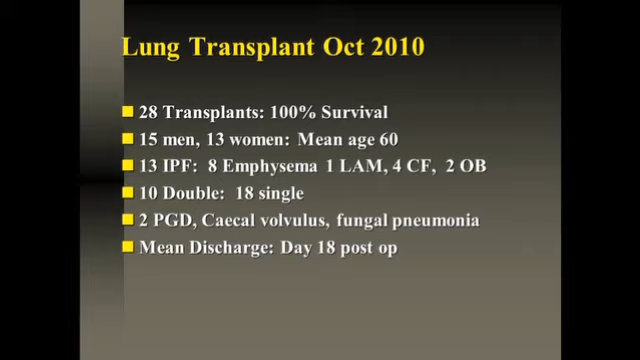 Lung Transplant Oct 2010
28 Transplants: 100% Survival
15 men, 13 women: Mean age 60
13 IPF: 8 Emphysema 1 LAM, 4 CF, 2 OB
10 Double: 18 single
2 PGD, Caecal volvulus, fungal pneumonia
Mean Discharge: Day 18 post op